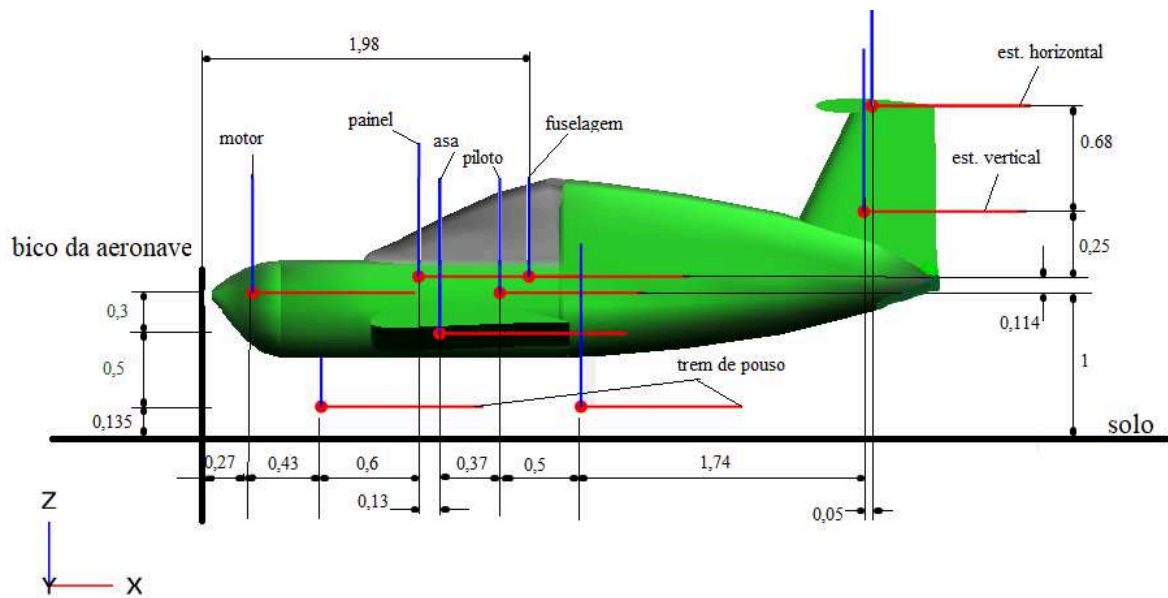 1,98
est. horizontal
painel
fuselagem
motor
asa
piloto
0.68
est. vertical
bico da aeronave
0,25
0,3
0,114
0,5
trem de pouso
1
0,135
solo
0,27
0,43
0,6
0,37
0,5
1,74
0,13
0,05
Z
Y
X